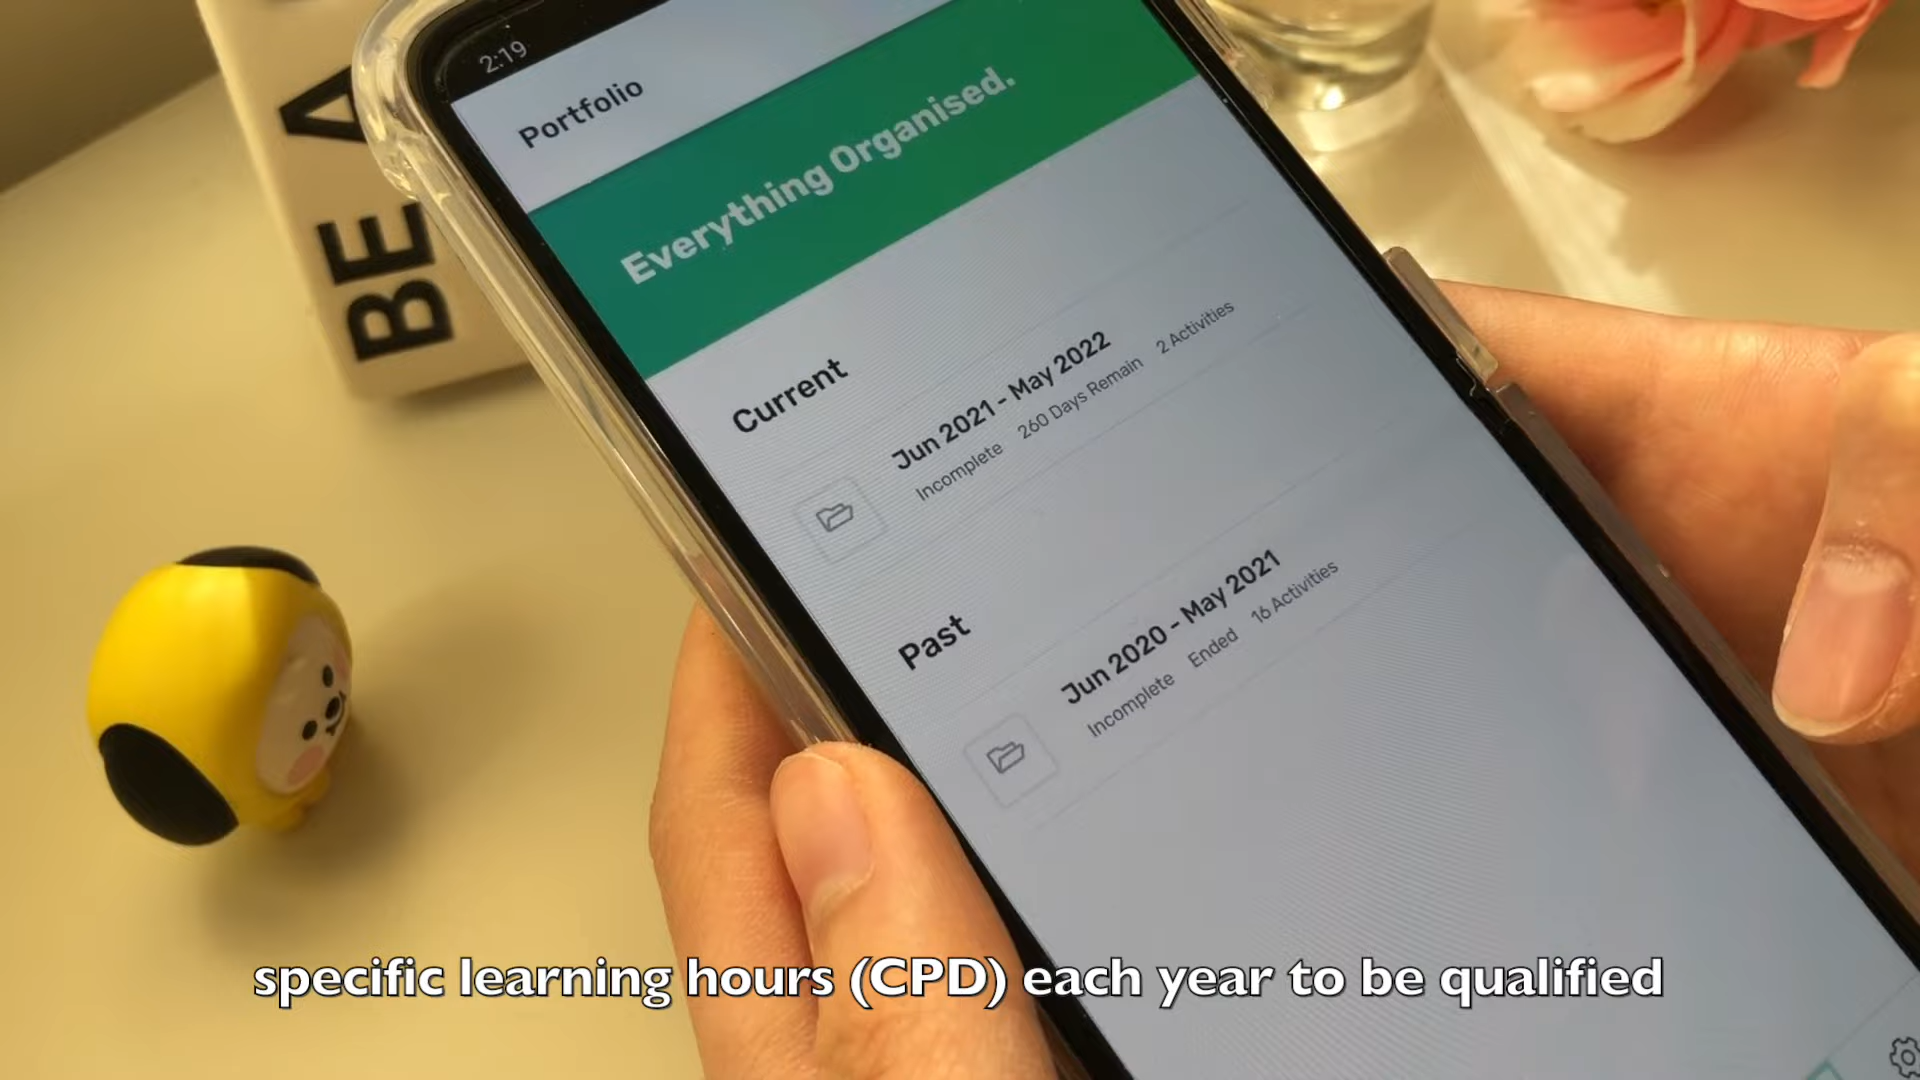 BE A
2:19
Portfolio
Everything Organised.
Current
Jun 2021 - May 2022
Incomplete 260 Days Remain 2 Activities
Past
Jun 2020 - May 2021
Incomplete Ended 16 Activities
specific learning hours (CPD) each year to be qualified